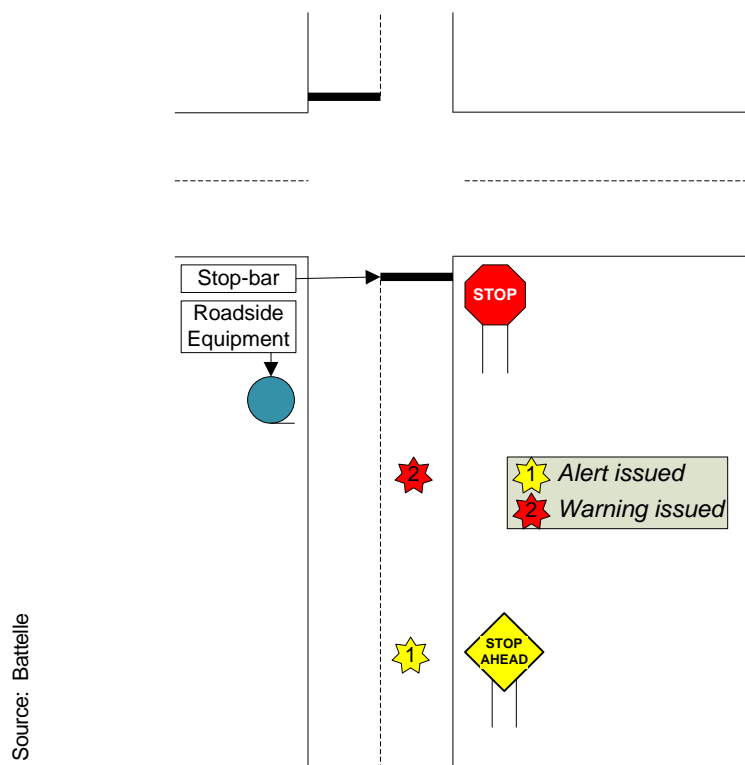 Stop-bar
STOP
Roadside
Equipment
2
1 Alert issued
2 Warning issued
1
STOP
AHEAD
Source: Battelle